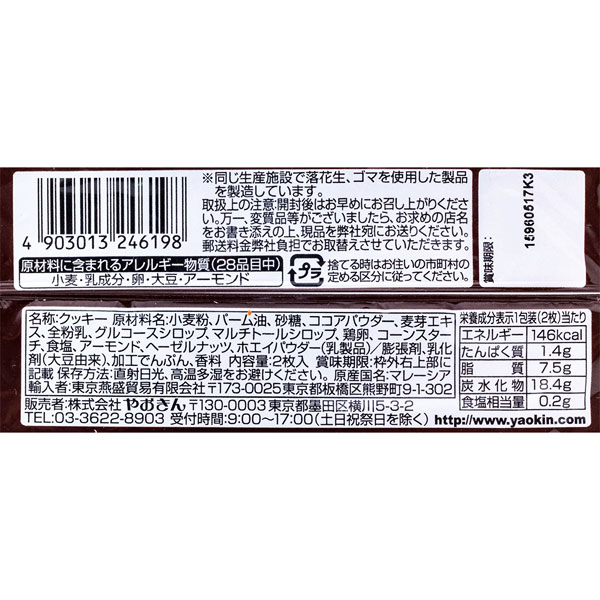 ※同じ生産施設で落花生、ゴマを使用した製品
を製造しています。
取扱上の注意:開封後はお早めにお召し上がりくだ
さい。万一、変質品等がございましたら、お求めの店名
をお書き添えの上、現品を弊社宛にお送りください。
郵送料金弊社負担でお取替えさせていただきます。
4 903013 246198
原材料に含まれるアレルギー物質(28品目中)
小麦・乳成分・卵・大豆・アーモンド
プラ
捨てる時はお住いの市町村の
定める区分に従ってください。
賞味期限:
15960517K3
名称:クッキー 原材料名:小麦粉、パーム油、砂糖、ココアパウダー、麦芽エキ
ス、全粉乳、グルコースシロップ、マルチトールシロップ、鶏卵、コーンスター
チ、食塩、アーモンド、ヘーゼルナッツ、ホエイパウダー(乳製品)/膨張剤、乳化
剤(大豆由来)、加工でんぷん、香料 内容量:2枚入 賞味期限:枠外右上部に
記載 保存方法:直射日光、高温多湿をお避けください。 原産国名:マレーシア
輸入者:東京燕盛貿易有限会社〒173-0025東京都板橋区熊野町9-1-302
販売者:株式会社 やおきん〒130-0003 東京都墨田区横川5-3-2
TEL.03-3622-8903 受付時間:9:00〜17:00(土日祝祭日を除く)
栄養成分表示1包装(2枚)当たり
エネルギー 146kcal
たんぱく質 1.4g
脂質 7.5g
炭水化物 18.4g
食塩相当量 0.2g
http://www.yaokin.com